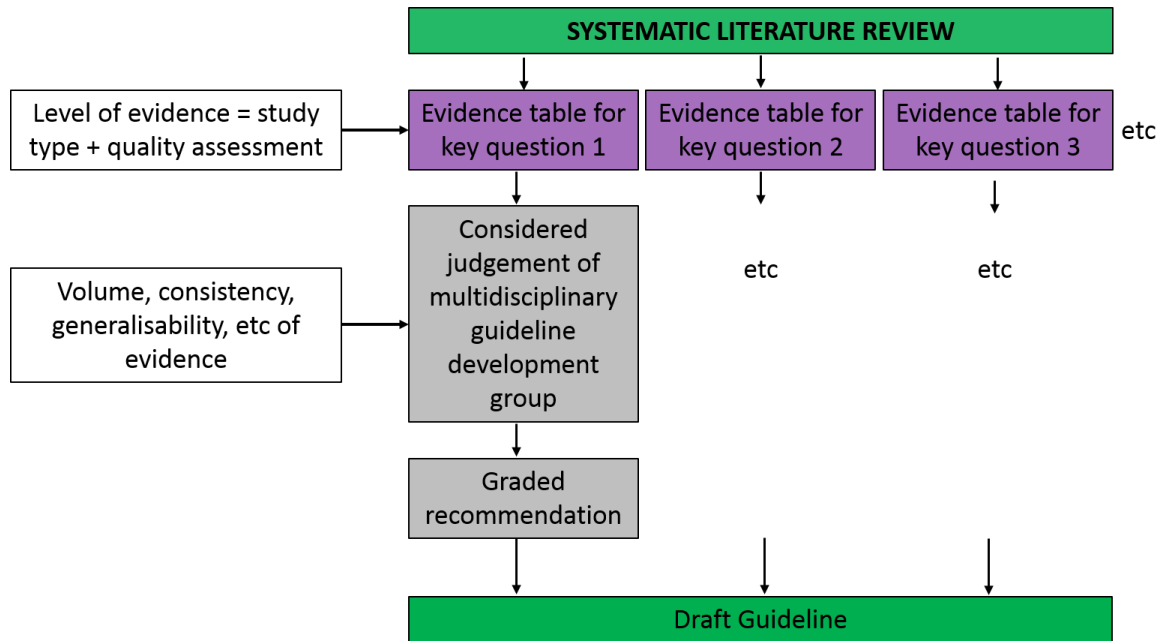 SYSTEMATIC LITERATURE REVIEW
Level of evidence = study
type + quality assessment
Evidence table for
key question 1
Evidence table for
key question 2
Evidence table for
key question 3
etc
Volume, consistency,
generalisability, etc of
evidence
Considered
judgement of
multidisciplinary
guideline
development
group
etc
etc
Graded
recommendation
Draft Guideline